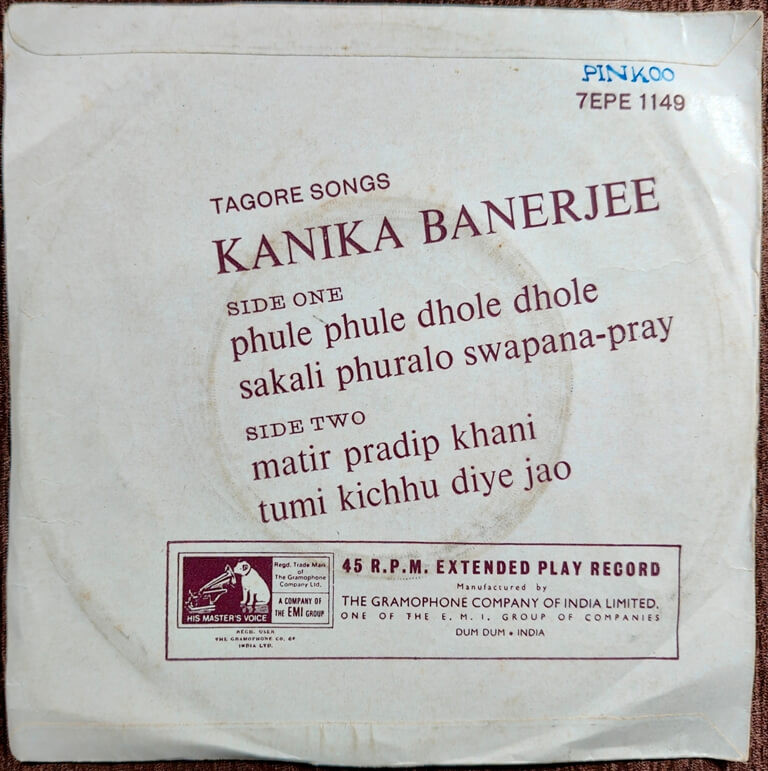 PINKOO
7EPE 1149
TAGORE SONGS
KANIKA BANERJEE
SIDE ONE
phule phule dhole dhole
sakali phuralo swapana-pray
SIDE TWO
matir pradip khani
tumi kichhu diye jao
HIS MASTER'S VOICE
Regd. Trade Mark
of
The Gramophone
Company Ltd.
A COMPANY OF
THE EMI GROUP
REGD. USER
THE GRAMOPHONE CO. OF
INDIA LTD.
45 R.P.M. EXTENDED PLAY RECORD
Manufactured by
THE GRAMOPHONE COMPANY OF INDIA LIMITED.
ONE OF THE E. M. I. GROUP OF COMPANIES
DUM DUM • INDIA